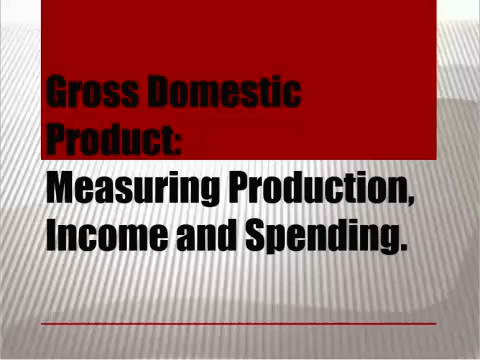 Gross Domestic
Product:
Measuring Production,
Income and Spending.